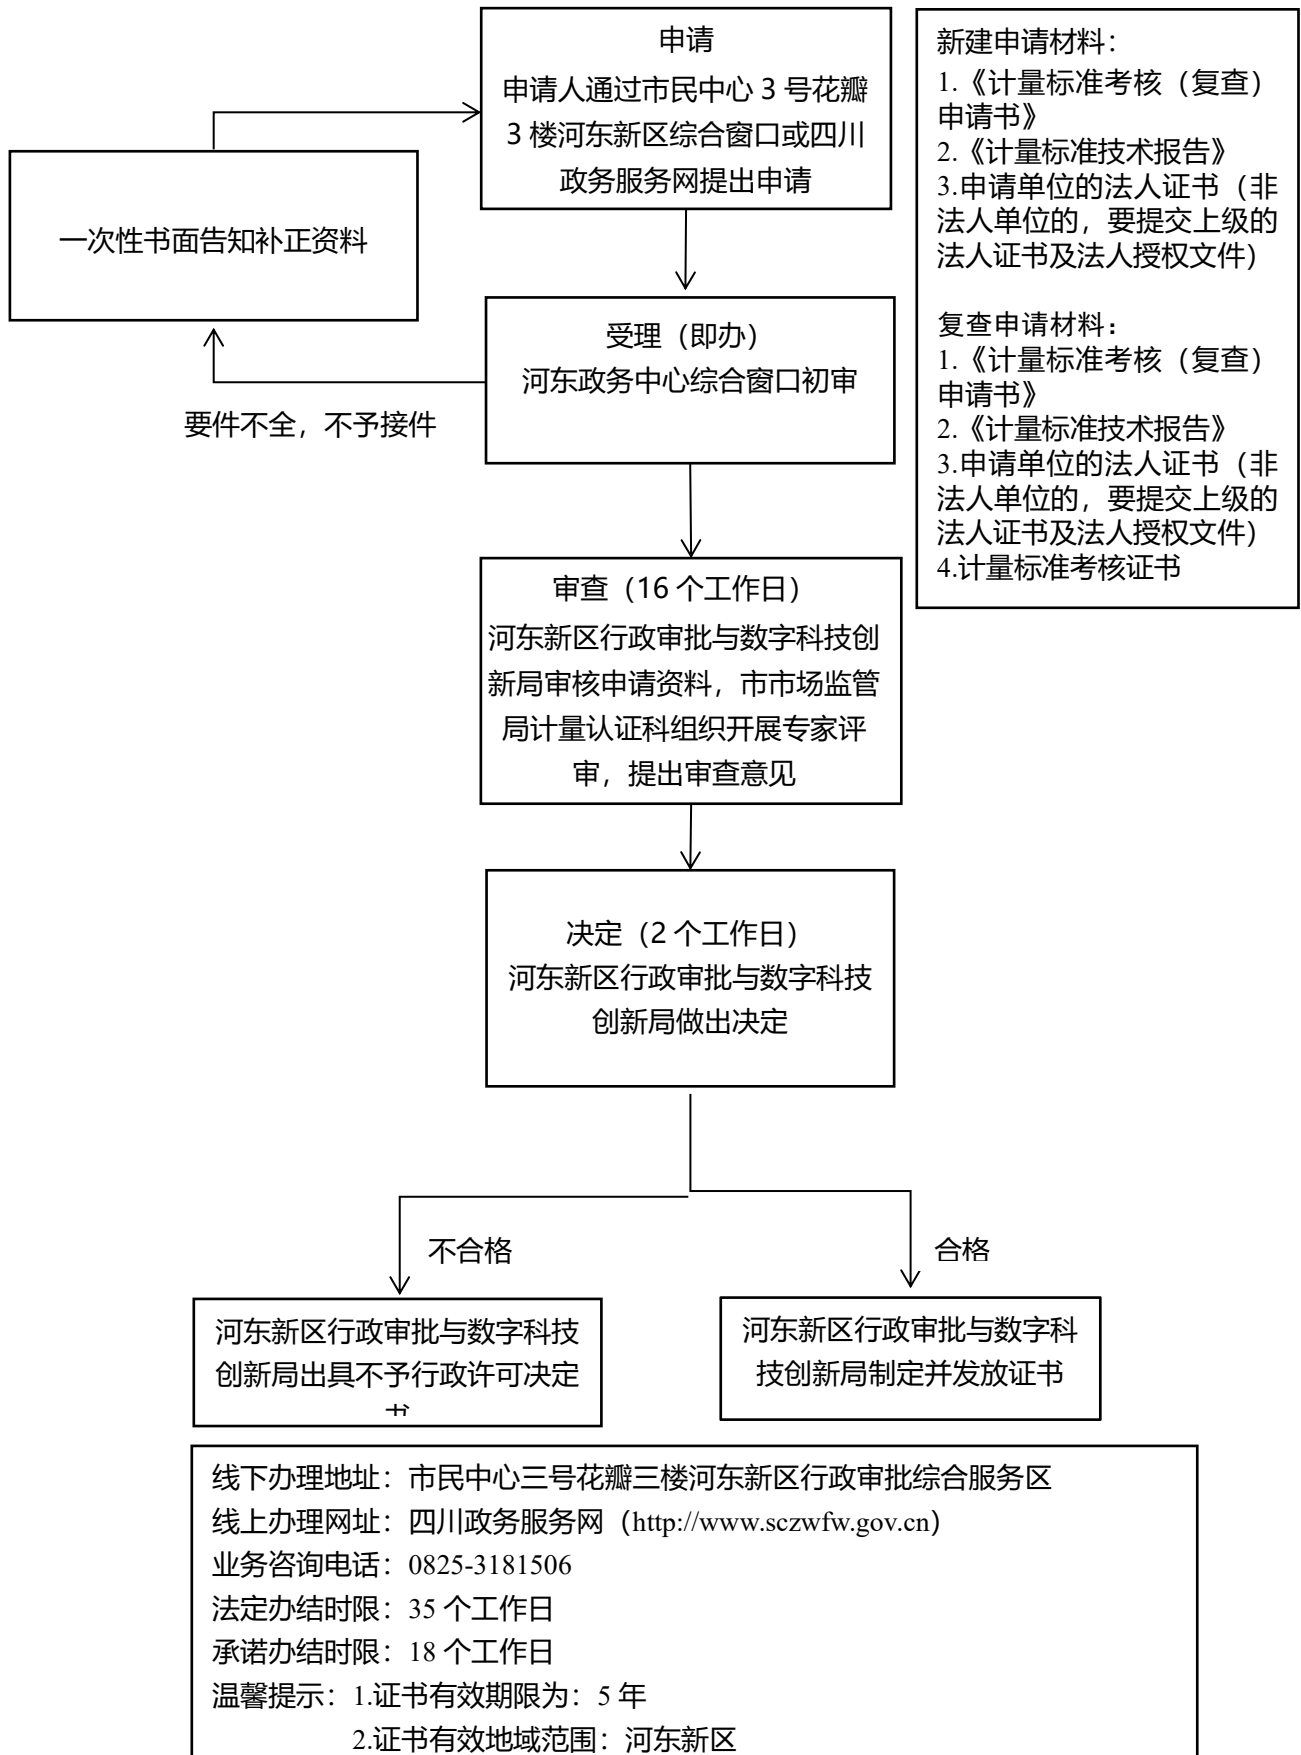 申请
申请人通过市民中心 3 号花瓣
3 楼河东新区综合窗口或四川
政务服务网提出申请
新建申请材料：
1.《计量标准考核（复查）
申请书》
2.《计量标准技术报告》
3.申请单位的法人证书（非
法人单位的，要提交上级的
法人证书及法人授权文件）
复查申请材料：
1.《计量标准考核（复查）
申请书》
2.《计量标准技术报告》
3.申请单位的法人证书（非
法人单位的，要提交上级的
法人证书及法人授权文件）
4.计量标准考核证书
一次性书面告知补正资料
受理（即办）
河东政务中心综合窗口初审
要件不全，不予接件
审查（16 个工作日）
河东新区行政审批与数字科技创
新局审核申请资料，市市场监管
局计量认证科组织开展专家评
审，提出审查意见
决定（2 个工作日）
河东新区行政审批与数字科技
创新局做出决定
不合格
合格
河东新区行政审批与数字科技
创新局出具不予行政许可决定
河东新区行政审批与数字科
技创新局制定并发放证书
线下办理地址：市民中心三号花瓣三楼河东新区行政审批综合服务区
线上办理网址：四川政务服务网（http://www.sczwfw.gov.cn）
业务咨询电话：0825-3181506
法定办结时限：35 个工作日
承诺办结时限：18 个工作日
温馨提示：1.证书有效期限为：5 年
2.证书有效地域范围：河东新区